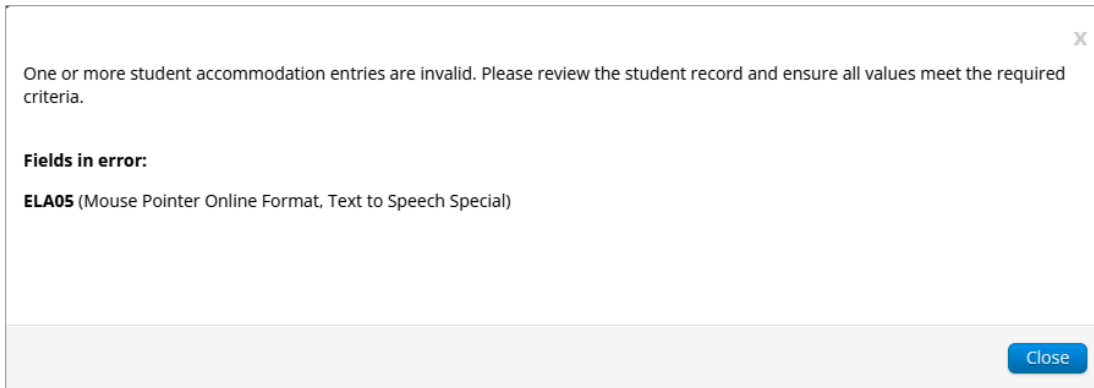 X
One or more student accommodation entries are invalid. Please review the student record and ensure all values meet the required
criteria.
Fields in error:
ELA05 (Mouse Pointer Online Format, Text to Speech Special)
Close